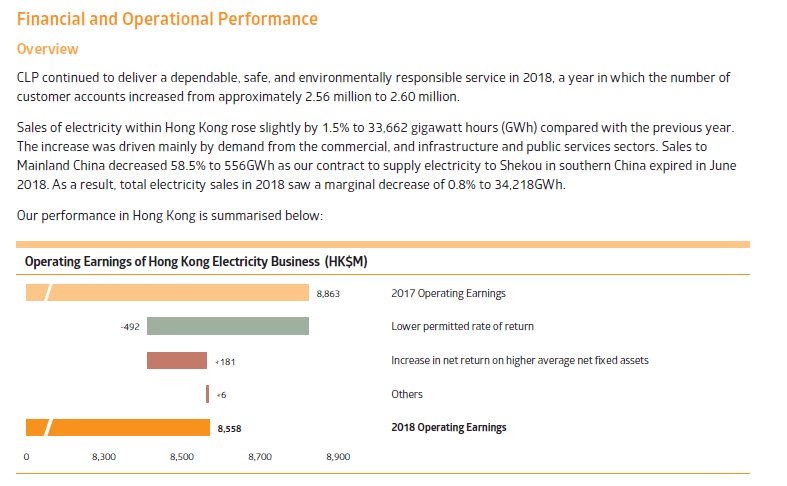 Financial and Operational Performance
Overview
CLP continued to deliver a dependable, safe, and environmentally responsible service in 2018, a year in which the number of
customer accounts increased from approximately 2.56 million to 2.60 million.
Sales of electricity within Hong Kong rose slightly by 1.5% to 33,662 gigawatt hours (GWh) compared with the previous year.
The increase was driven mainly by demand from the commercial, and infrastructure and public services sectors. Sales to
Mainland China decreased 58.5% to 556GWh as our contract to supply electricity to Shekou in southern China expired in June
2018. As a result, total electricity sales in 2018 saw a marginal decrease of 0.8% to 34,218GWh.
Our performance in Hong Kong is summarised below:
Operating Earnings of Hong Kong Electricity Business (HK$M)
8,863 2017 Operating Earnings
-492 Lower permitted rate of return
+181 Increase in net return on higher average net fixed assets
+6 Others
8,558 2018 Operating Earnings
0 8,300 8,500 8,700 8,900